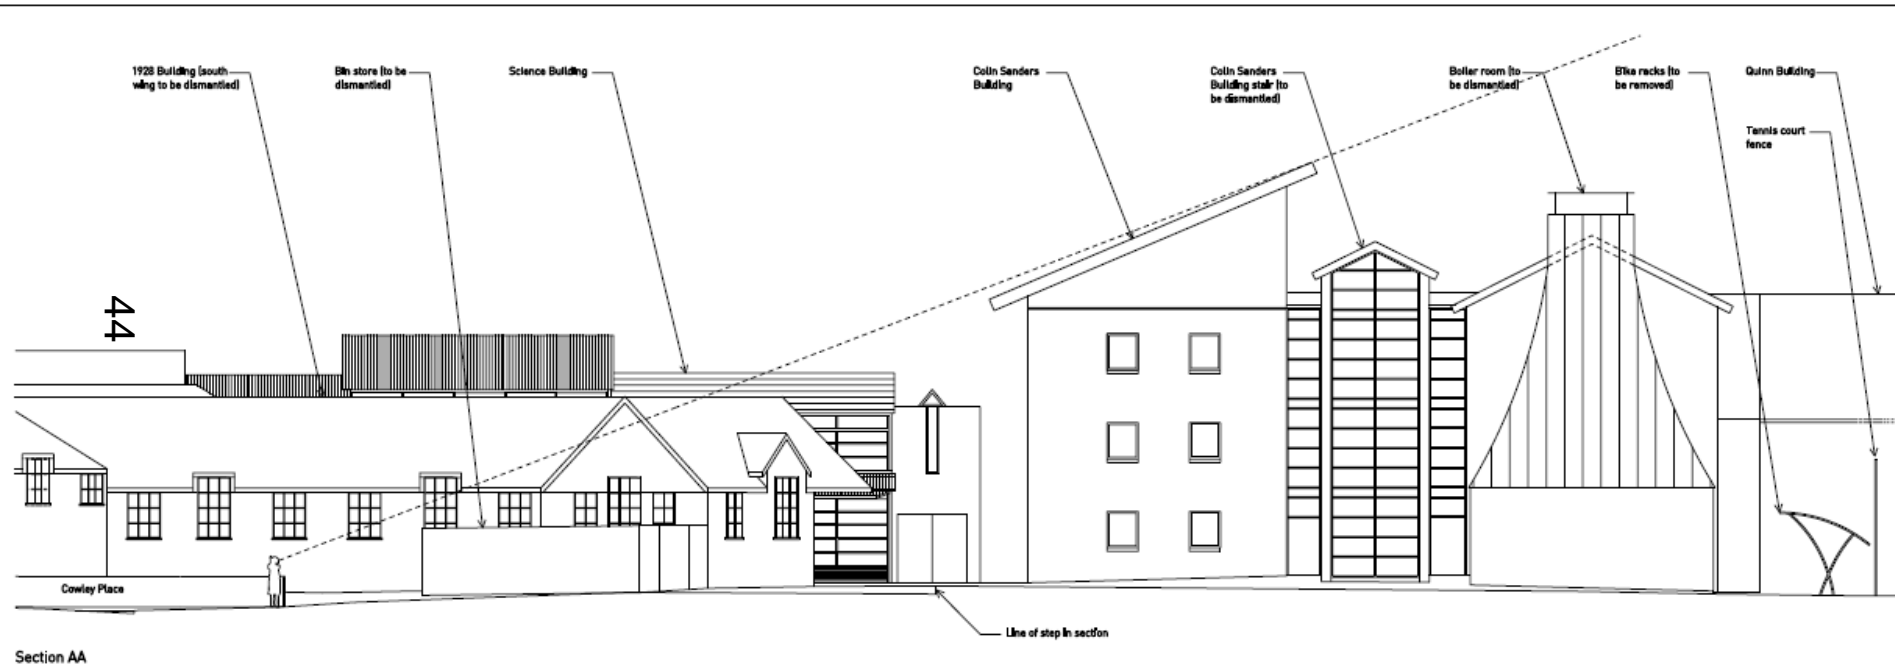 1928 Building (south
wing to be dismantled)
Bin store (to be
dismantled)
Science Building
Colin Sanders
Building
Colin Sanders
Building stair (to
be dismantled)
Boiler room (to
be dismantled)
Bike racks (to
be removed)
Quinn Building
Tennis court
fence
44
Cowley Place
Line of step in section
Section AA